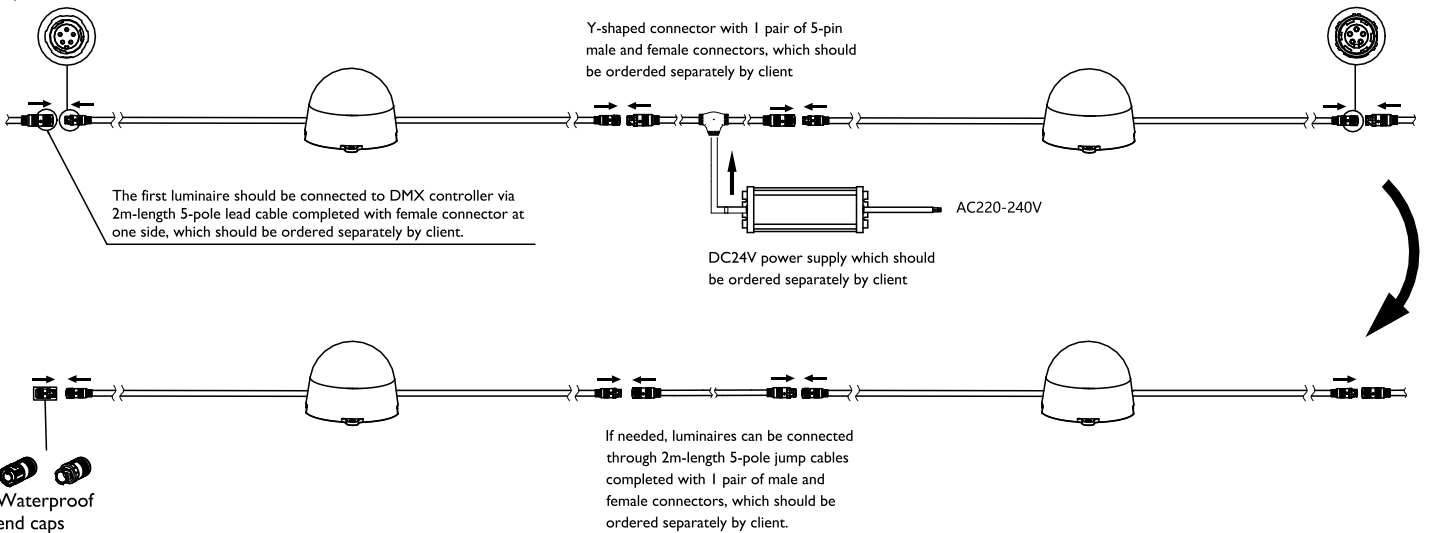 Y-shaped connector with 1 pair of 5-pin
male and female connectors, which should
be orderded separately by client
The first luminaire should be connected to DMX controller via
2m-length 5-pole lead cable completed with female connector at
one side, which should be ordered separately by client.
AC220-240V
DC24V power supply which should
be ordered separately by client
If needed, luminaires can be connected
through 2m-length 5-pole jump cables
completed with 1 pair of male and
female connectors, which should be
ordered separately by client.
Waterproof
end caps